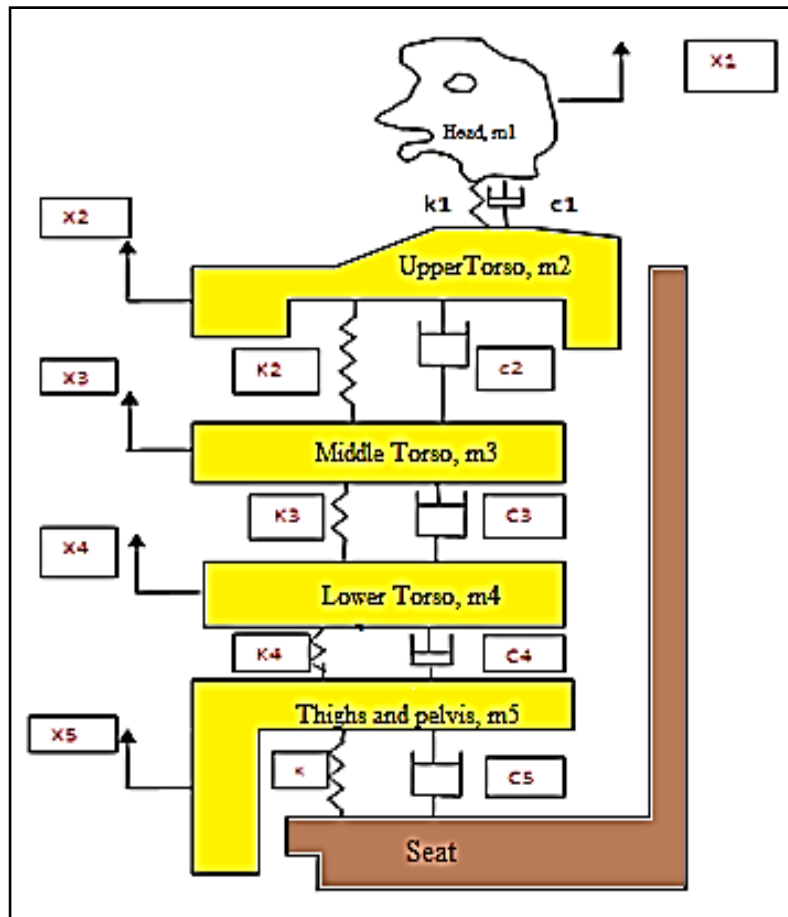 X1
Head, m1
k1
c1
X2
UpperTorso, m2
K2
c2
X3
Middle Torso, m3
K3
C3
X4
Lower Torso, m4
K4
C4
Thighs and pelvis, m5
X5
K
C5
Seat